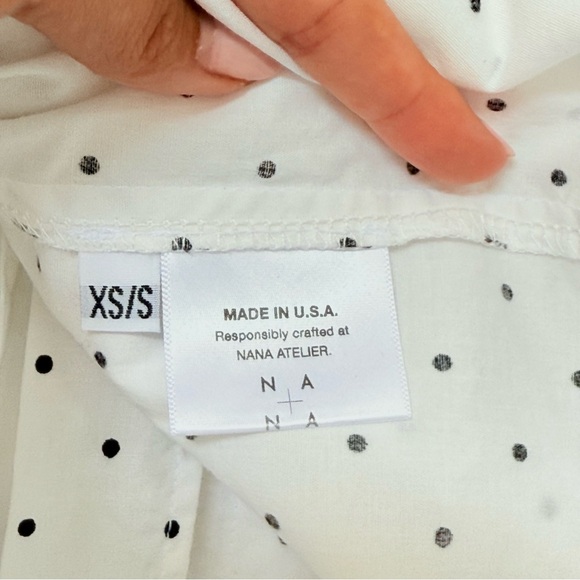 XS/S
MADE IN U.S.A.
Responsibly crafted at
NANA ATELIER.
N A
+
N A